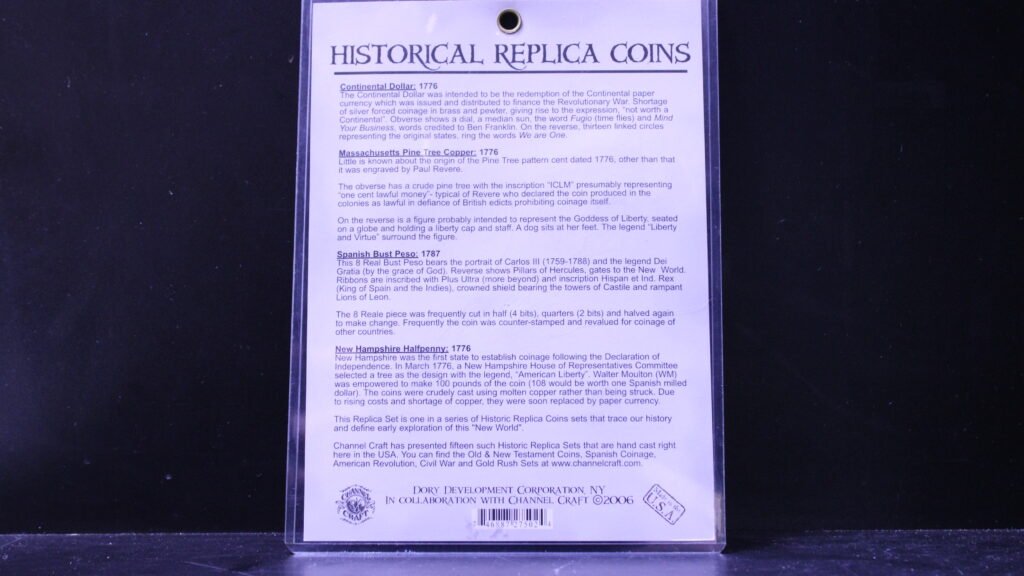 HISTORICAL REPLICA COINS
Continental Dollar: 1776
The Continental Dollar was intended to be the redemption of the Continental paper
currency which was issued and distributed to finance the Revolutionary War. Shortage
of silver forced coinage in brass and pewter, giving rise to the expression, "not worth a
Continental". Obverse shows a dial, a median sun, the word Fugio (time flies) and Mind
Your Business, words credited to Ben Franklin. On the reverse, thirteen linked circles
representing the original states, ring the words We are One.
Massachusetts Pine Tree Copper: 1776
Little is known about the origin of the Pine Tree pattern cent dated 1776, other than that
it was engraved by Paul Revere.
The obverse has a crude pine tree with the inscription "ICLM" presumably representing
"one cent lawful money"- typical of Revere who declared the coin produced in the
colonies as lawful in defiance of British edicts prohibiting coinage itself.
On the reverse is a figure probably intended to represent the Goddess of Liberty, seated
on a globe and holding a liberty cap and staff. A dog sits at her feet. The legend "Liberty
and Virtue" surround the figure.
Spanish Bust Peso: 1787
This 8 Real Bust Peso bears the portrait of Carlos III (1759-1788) and the legend Dei
Gratia (by the grace of God). Reverse shows Pillars of Hercules, gates to the New World.
Ribbons are inscribed with Plus Ultra (more beyond) and inscription Hispan et Ind. Rex
(King of Spain and the Indies), crowned shield bearing the towers of Castile and rampant
Lions of Leon.
The 8 Reale piece was frequently cut in half (4 bits), quarters (2 bits) and halved again
to make change. Frequently the coin was counter-stamped and revalued for coinage of
other countries.
New Hampshire Halfpenny: 1776
New Hampshire was the first state to establish coinage following the Declaration of
Independence. In March 1776, a New Hampshire House of Representatives Committee
selected a tree as the design with the legend, "American Liberty". Walter Moulton (WM)
was empowered to make 100 pounds of the coin (108 would be worth one Spanish milled
dollar). The coins were crudely cast using molten copper rather than being struck. Due
to rising costs and shortage of copper, they were soon replaced by paper currency.
This Replica Set is one in a series of Historic Replica Coins sets that trace our history
and define early exploration of this "New World".
Channel Craft has presented fifteen such Historic Replica Sets that are hand cast right
here in the USA. You can find the Old & New Testament Coins, Spanish Coinage,
American Revolution, Civil War and Gold Rush Sets at www.channelcraft.com.
DORY DEVELOPMENT CORPORATION, NY
IN COLLABORATION WITH CHANNEL CRAFT ©2006
CHANNEL
CRAFT
Made in the
U.S.A.
7 46887 27502